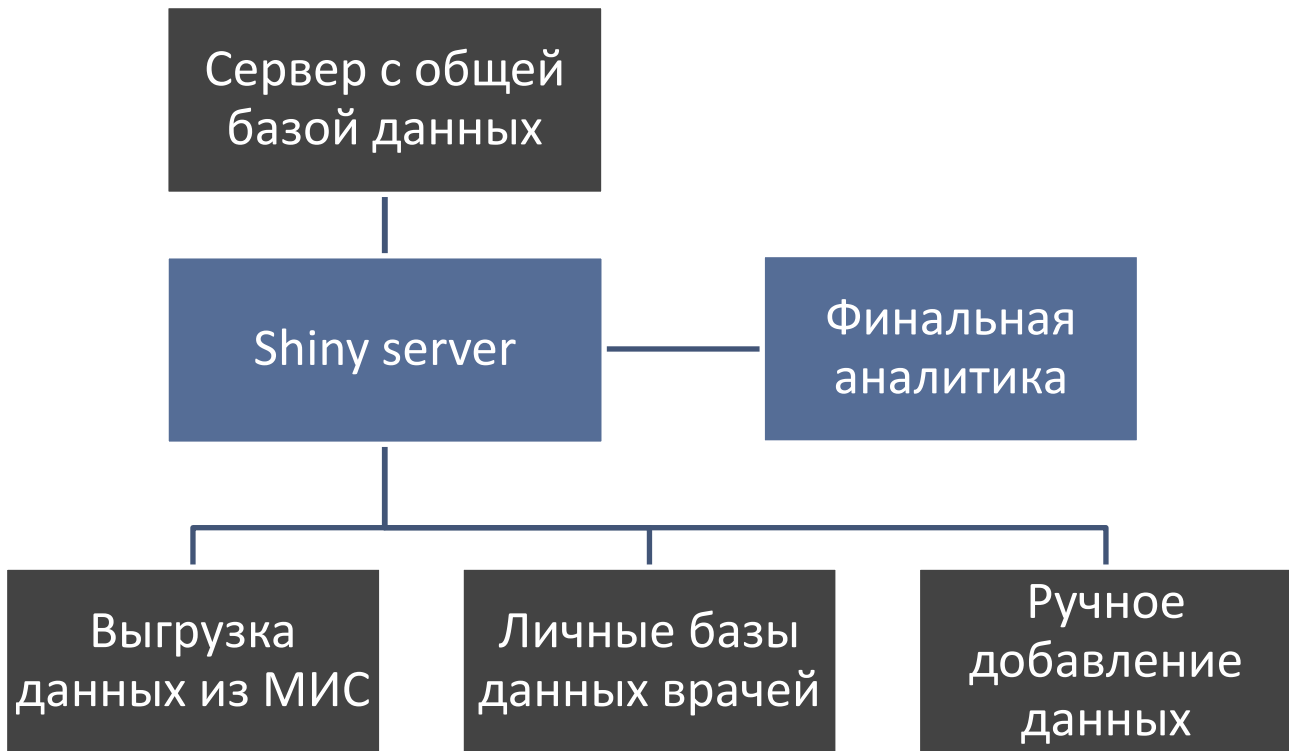 Сервер с общей
базой данных
Shiny server
Финальная
аналитика
Выгрузка
данных из МИС
Личные базы
данных врачей
Ручное
добавление
данных